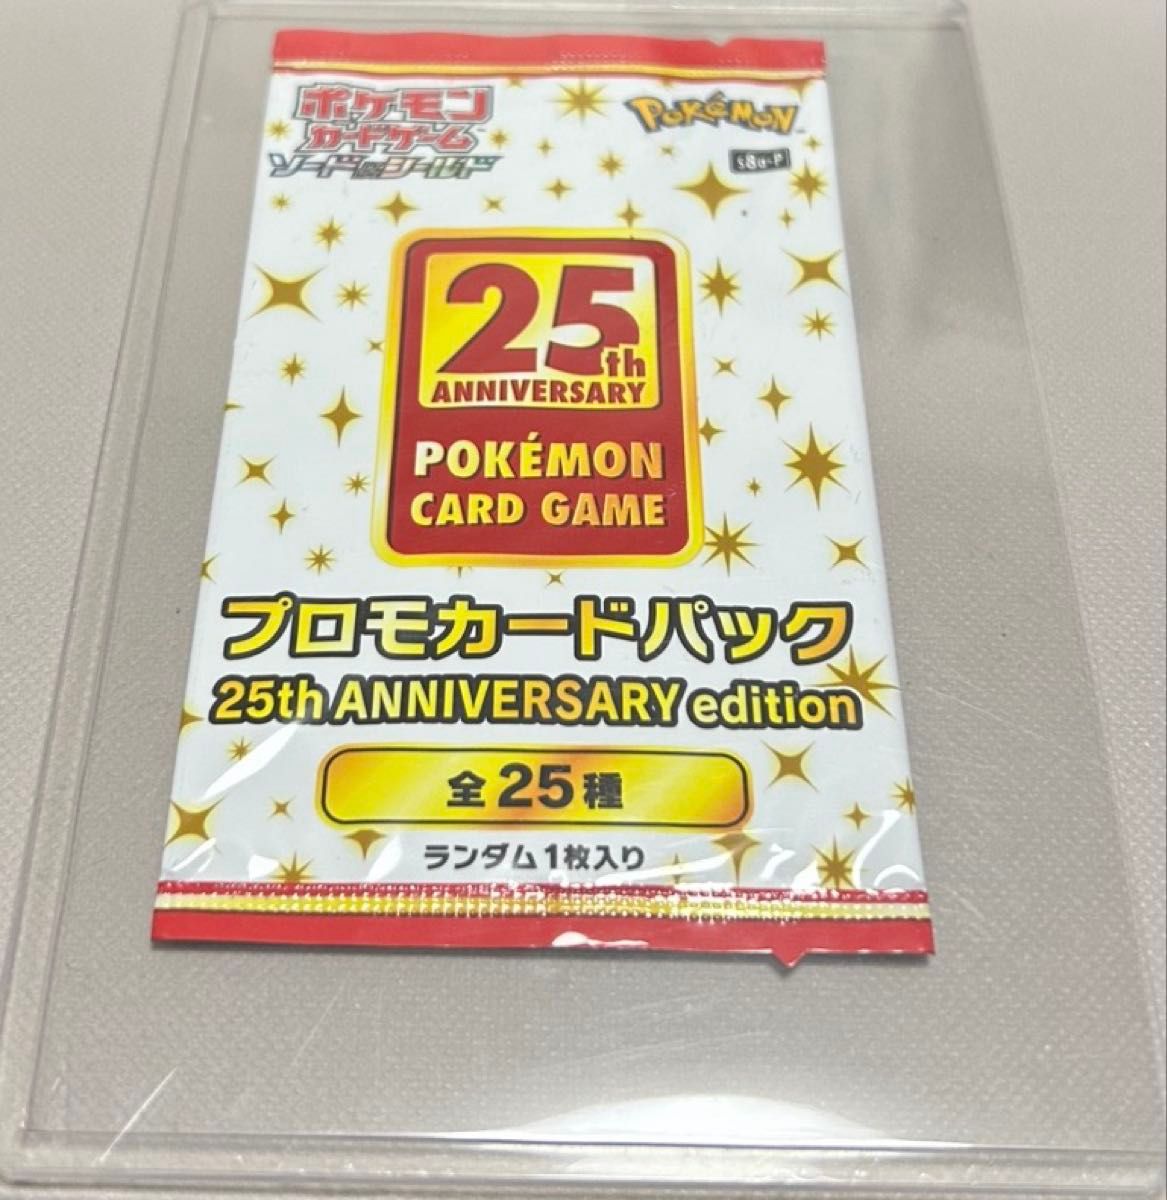 ポケモン
カードゲーム
ソード&シールド
POKéMON
s8a-P
25th
ANNIVERSARY
POKÉMON
CARD GAME
プロモカードパック
25th ANNIVERSARY edition
全25種
ランダム1枚入り